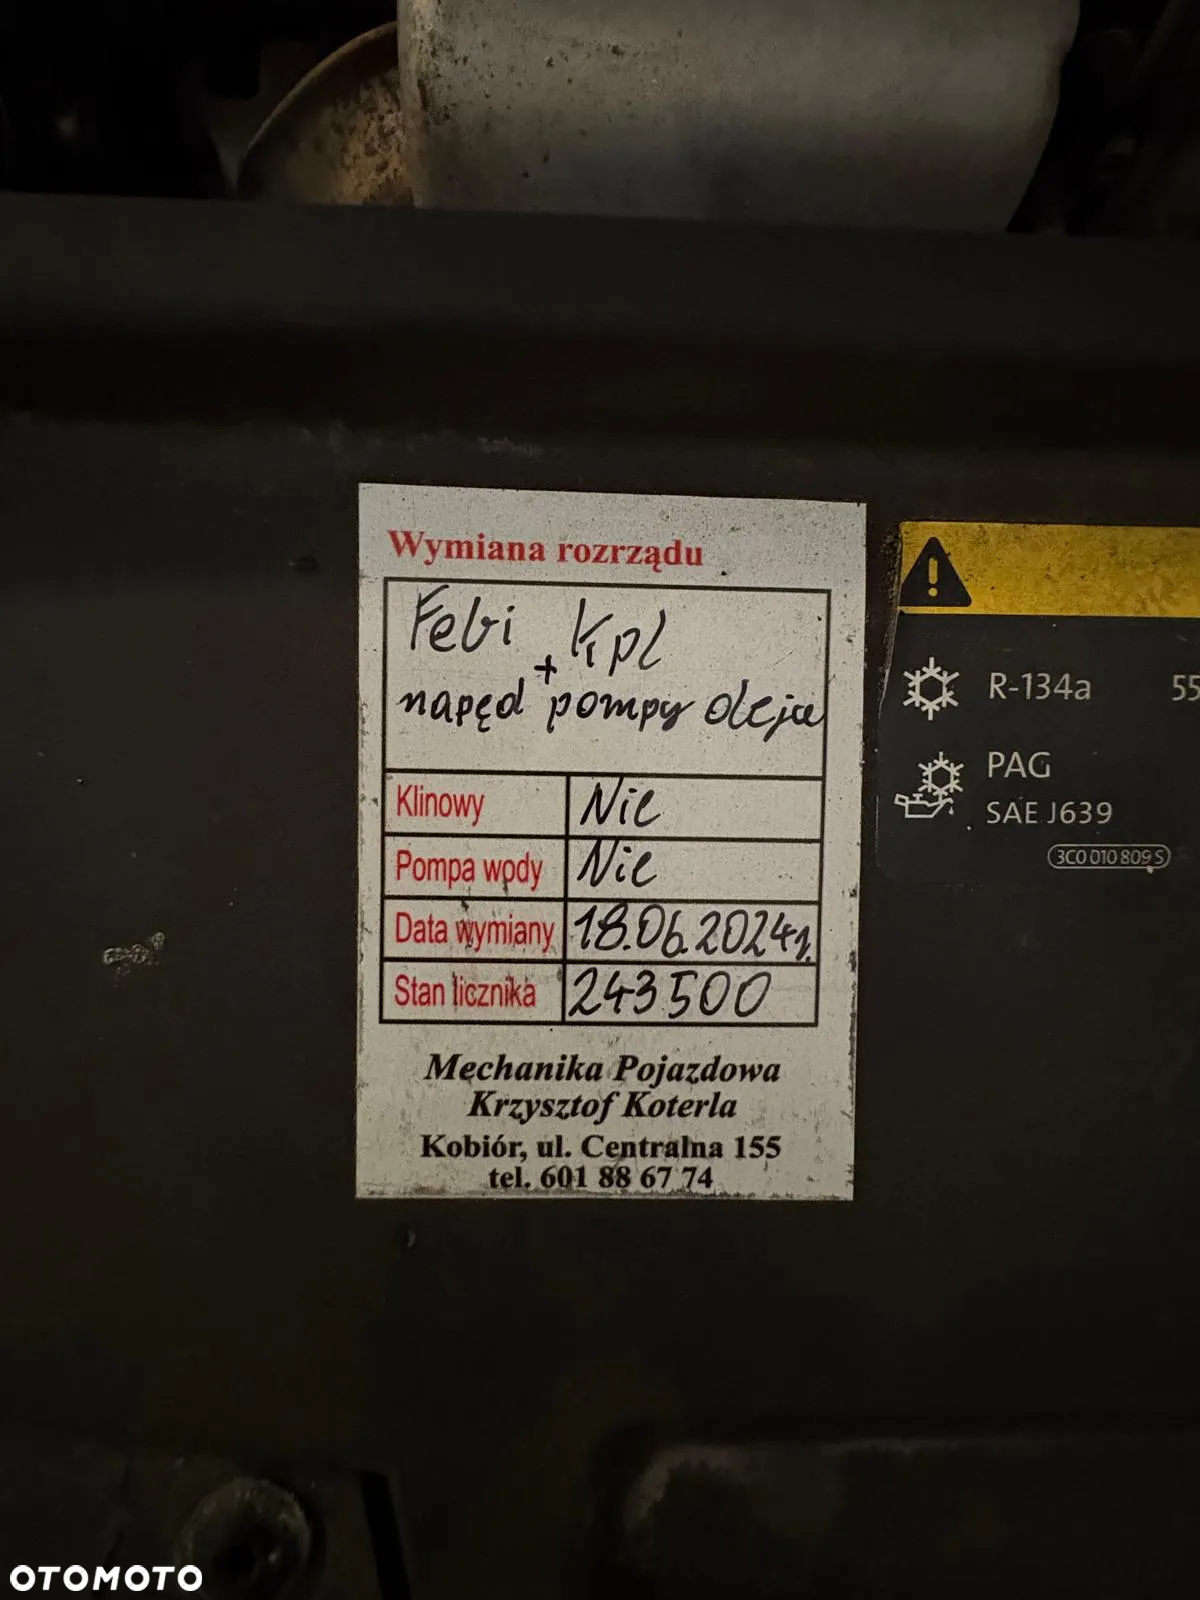 Wymiana rozrządu
Febi Kpl
+
napęd pompy oleju
Klinowy Nie
Pompa wody Nie
Data wymiany 18.06.2024r.
Stan licznika 243500
Mechanika Pojazdowa
Krzysztof Koterla
Kobiór, ul. Centralna 155
tel. 601 88 67 74
R-134a 55
PAG
SAE J639
3C0 010 809 S
OTOMOTO